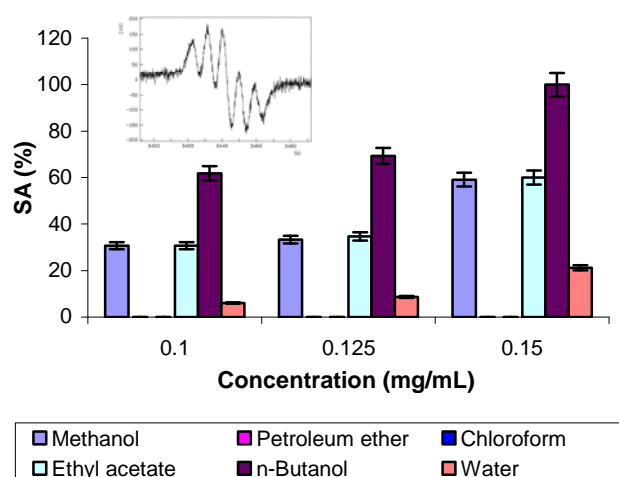 120
100
80
60
40
20
0
SA (%)
0.1 0.125 0.15
Concentration (mg/mL)
Methanol Petroleum ether Chloroform
Ethyl acetate n-Butanol Water